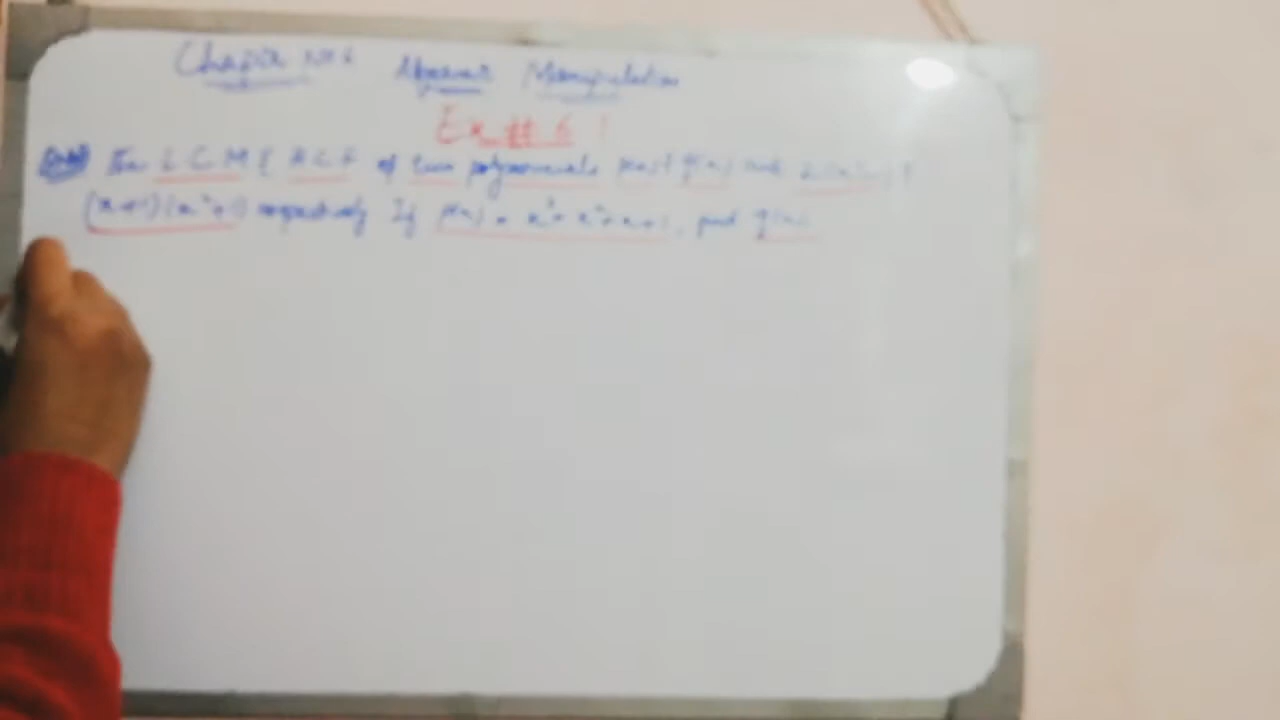 Chapter No 6 Algebraic Manipulation
Ex # 6.1
The L.C.M & H.C.F of two polynomials p(x) & q(x) are
(x+1)(x²+1) respectively If p(x) = x³+x²+x+1, find q(x).